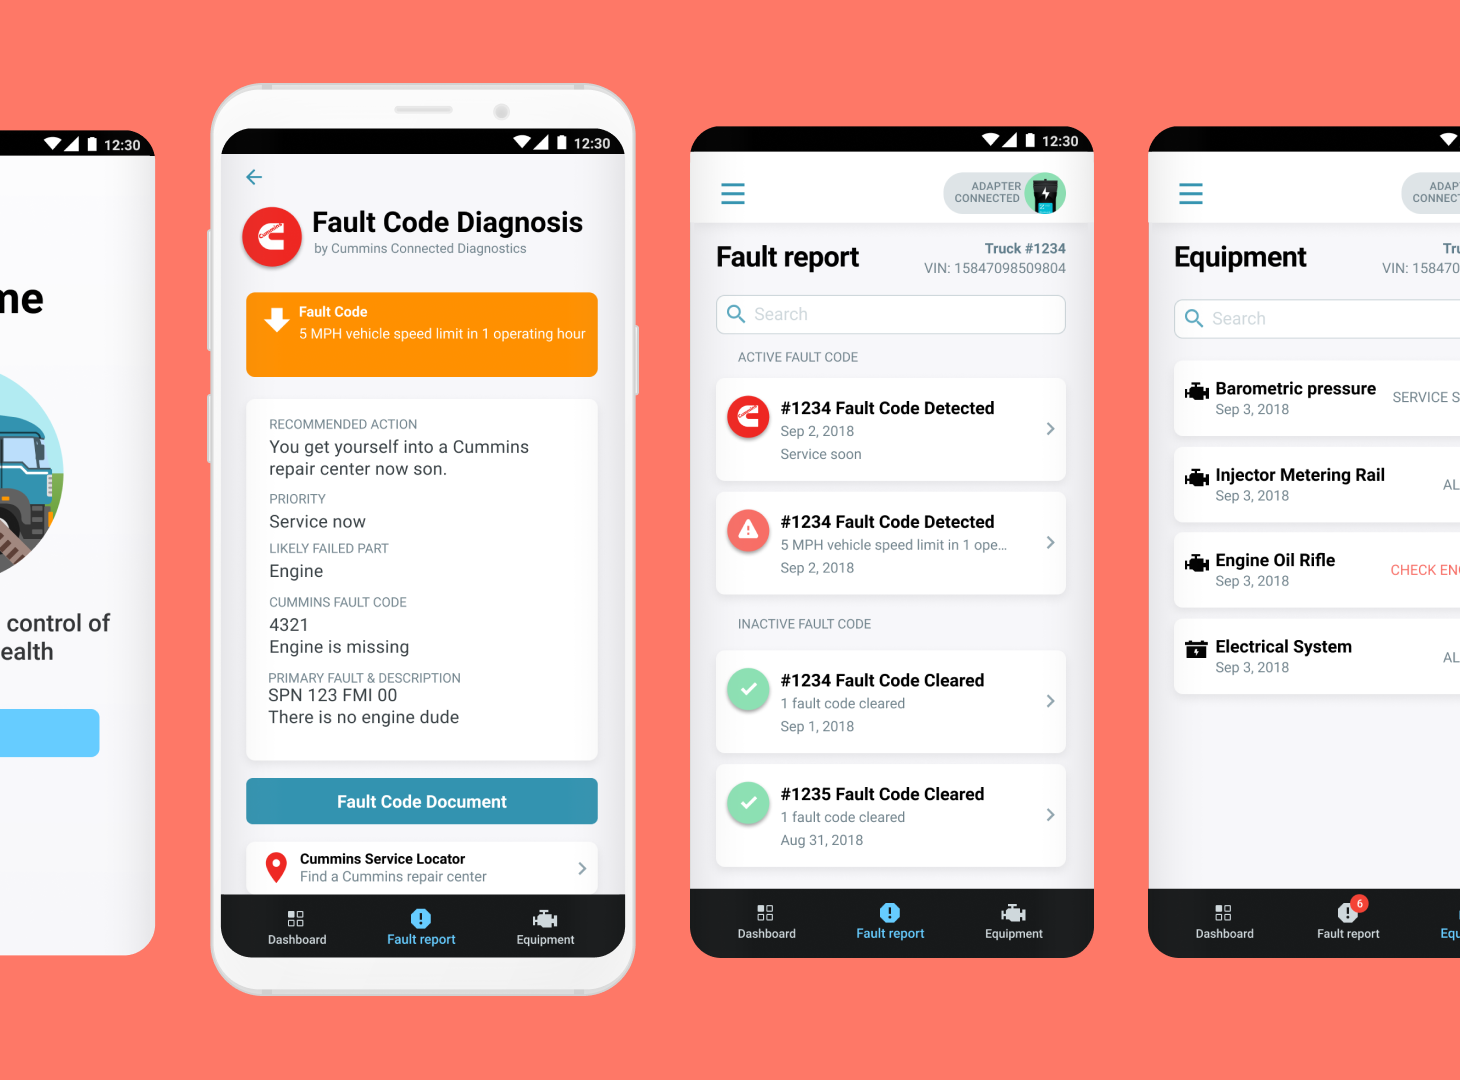 12:30
me
control of
ealth
12:30
Fault Code Diagnosis
by Cummins Connected Diagnostics
Fault Code
5 MPH vehicle speed limit in 1 operating hour
RECOMMENDED ACTION
You get yourself into a Cummins
repair center now son.
PRIORITY
Service now
LIKELY FAILED PART
Engine
CUMMINS FAULT CODE
4321
Engine is missing
PRIMARY FAULT & DESCRIPTION
SPN 123 FMI 00
There is no engine dude
Fault Code Document
Cummins Service Locator
Find a Cummins repair center
Dashboard
Fault report
Equipment
12:30
ADAPTER
CONNECTED
Fault report
Truck #1234
VIN: 15847098509804
Search
ACTIVE FAULT CODE
#1234 Fault Code Detected
Sep 2, 2018
Service soon
#1234 Fault Code Detected
5 MPH vehicle speed limit in 1 ope...
Sep 2, 2018
INACTIVE FAULT CODE
#1234 Fault Code Cleared
1 fault code cleared
Sep 1, 2018
#1235 Fault Code Cleared
1 fault code cleared
Aug 31, 2018
Dashboard
Fault report
Equipment
ADAPT
CONNECT
Equipment
Tru
VIN: 158470
Search
Barometric pressure
Sep 3, 2018
SERVICE S
Injector Metering Rail
Sep 3, 2018
AL
Engine Oil Rifle
Sep 3, 2018
CHECK EN
Electrical System
Sep 3, 2018
AL
6
Dashboard
Fault report
Equ